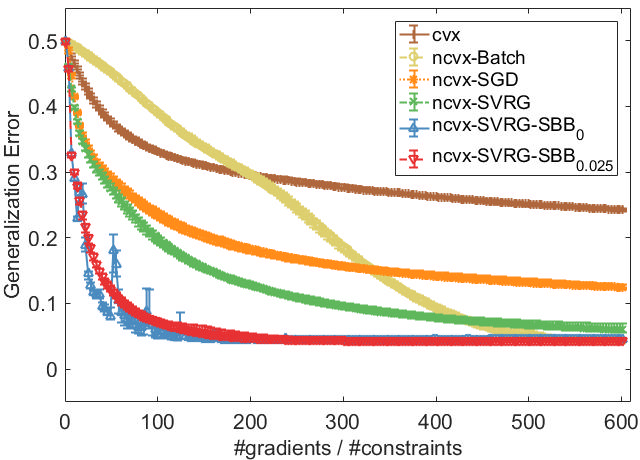 0.5
0.4
0.3
0.2
0.1
0
Generalization Error
cvx
ncvx-Batch
ncvx-SGD
ncvx-SVRG
ncvx-SVRG-SBB0
ncvx-SVRG-SBB0.025
0 100 200 300 400 500 600
#gradients / #constraints